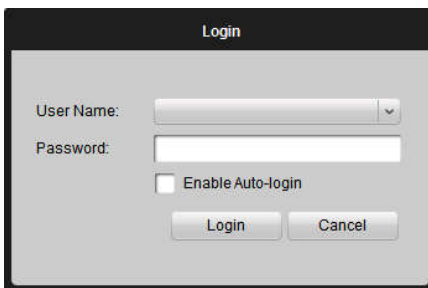 Login
User Name:
Password:
Enable Auto-login
Login Cancel